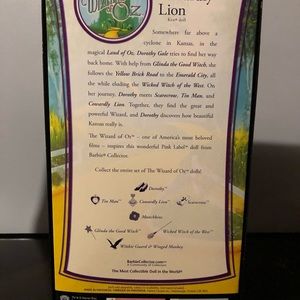 Oz
Lion
Ken® doll
Somewhere far above a
cyclone in Kansas, in the
magical Land of Oz, Dorothy Gale tries to find her way
back home. With help from Glinda the Good Witch, she
follows the Yellow Brick Road to the Emerald City, all
the while eluding the Wicked Witch of the West. On
her journey, Dorothy meets Scarecrow, Tin Man, and
Cowardly Lion. Together, they find the great and
powerful Wizard, and Dorothy discovers how beautiful
Kansas really is.
The Wizard of Oz™ – one of America's most beloved
films – inspires this wonderful Pink Label® doll from
Barbie® Collector.
Collect the entire set of The Wizard of Oz™ dolls!
Dorothy™
Tin Man™
Cowardly Lion™
Scarecrow™
Munchkins
Glinda the Good Witch™
Wicked Witch of the West™
Winkie Guard & Winged Monkey
BarbieCollector.com®
A Community of Collectors
The Most Collectible Doll in the World®